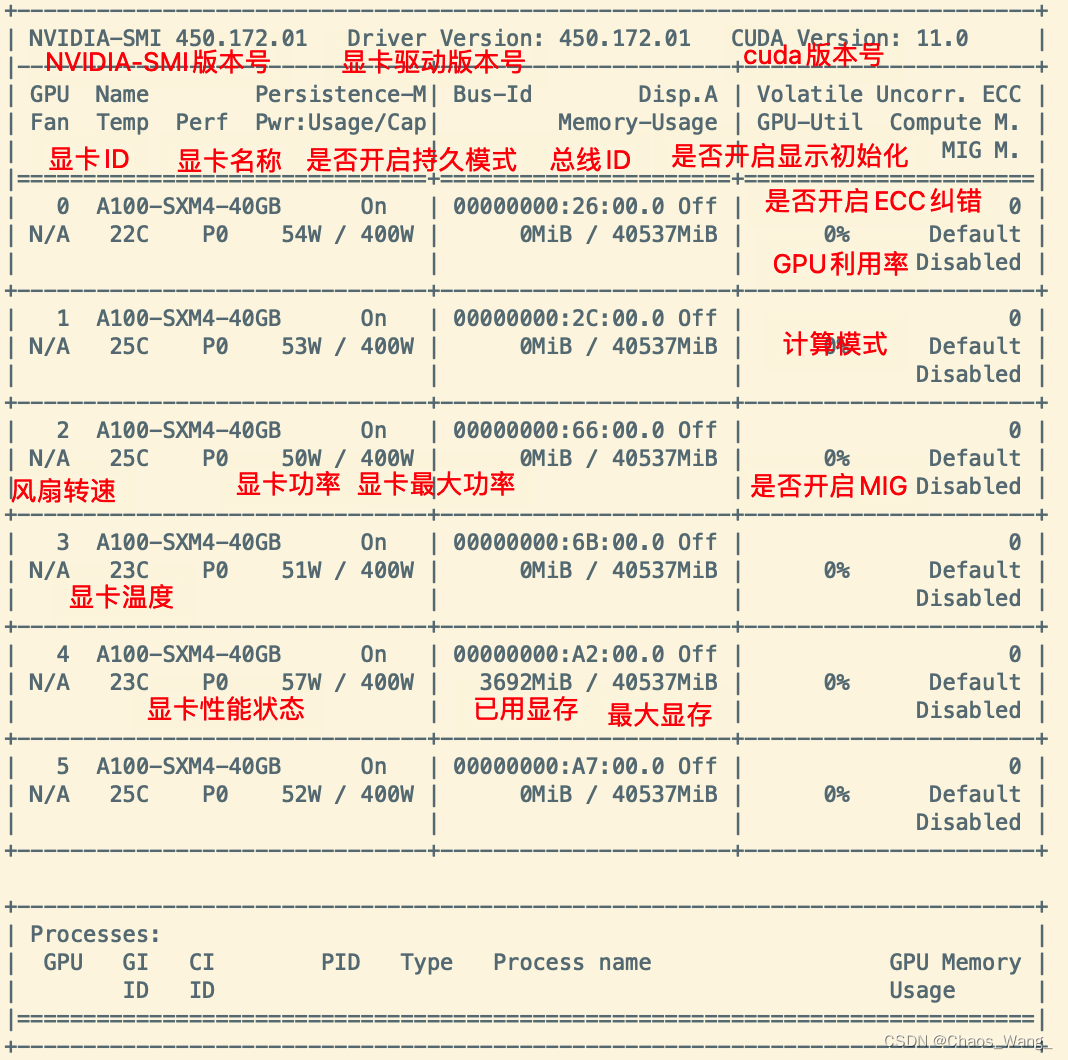 NVIDIA-SMI 450.172.01 Driver Version: 450.172.01 CUDA Version: 11.0
NVIDIA-SMI版本号 显卡驱动版本号 cuda版本号
GPU Name Persistence-M| Bus-Id Disp.A | Volatile Uncorr. ECC
Fan Temp Perf Pwr:Usage/Cap| Memory-Usage | GPU-Util Compute M.
MIG M.
显卡ID 显卡名称 是否开启持久模式 总线ID 是否开启显示初始化
0 A100-SXM4-40GB On | 00000000:26:00.0 Off | 是否开启ECC纠错 0
N/A 22C P0 54W / 400W | 0MiB / 40537MiB | 0% Default
GPU利用率 Disabled
1 A100-SXM4-40GB On | 00000000:2C:00.0 Off | 0
N/A 25C P0 53W / 400W | 0MiB / 40537MiB | 计算模式 0% Default
Disabled
2 A100-SXM4-40GB On | 00000000:66:00.0 Off | 0
N/A 25C P0 50W / 400W | 0MiB / 40537MiB | 0% Default
风扇转速 显卡功率 显卡最大功率 是否开启MIG Disabled
3 A100-SXM4-40GB On | 00000000:6B:00.0 Off | 0
N/A 23C P0 51W / 400W | 0MiB / 40537MiB | 0% Default
显卡温度 Disabled
4 A100-SXM4-40GB On | 00000000:A2:00.0 Off | 0
N/A 23C P0 57W / 400W | 3692MiB / 40537MiB | 0% Default
显卡性能状态 已用显存 最大显存 Disabled
5 A100-SXM4-40GB On | 00000000:A7:00.0 Off | 0
N/A 25C P0 52W / 400W | 0MiB / 40537MiB | 0% Default
Disabled
Processes:
GPU GI CI PID Type Process name GPU Memory
ID ID Usage
CSDN @Chaos_Wang_